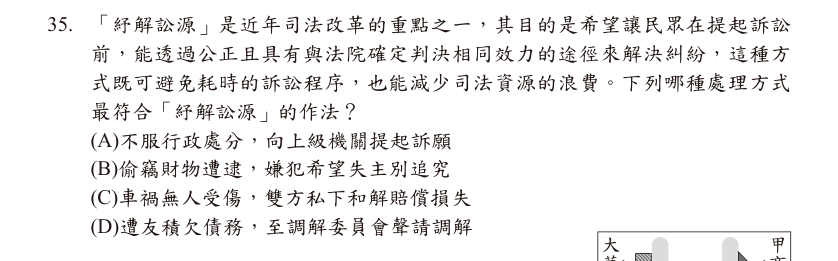 35. 「紓解訟源」是近年司法改革的重點之一，其目的是希望讓民眾在提起訴訟
前，能透過公正且具有與法院確定判決相同效力的途徑來解決糾紛，這種方
式既可避免耗時的訴訟程序，也能減少司法資源的浪費。下列哪種處理方式
最符合「紓解訟源」的作法？
(A)不服行政處分，向上級機關提起訴願
(B)偷竊財物遭逮，嫌犯希望失主別追究
(C)車禍無人受傷，雙方私下和解賠償損失
(D)遭友積欠債務，至調解委員會聲請調解
大
甲